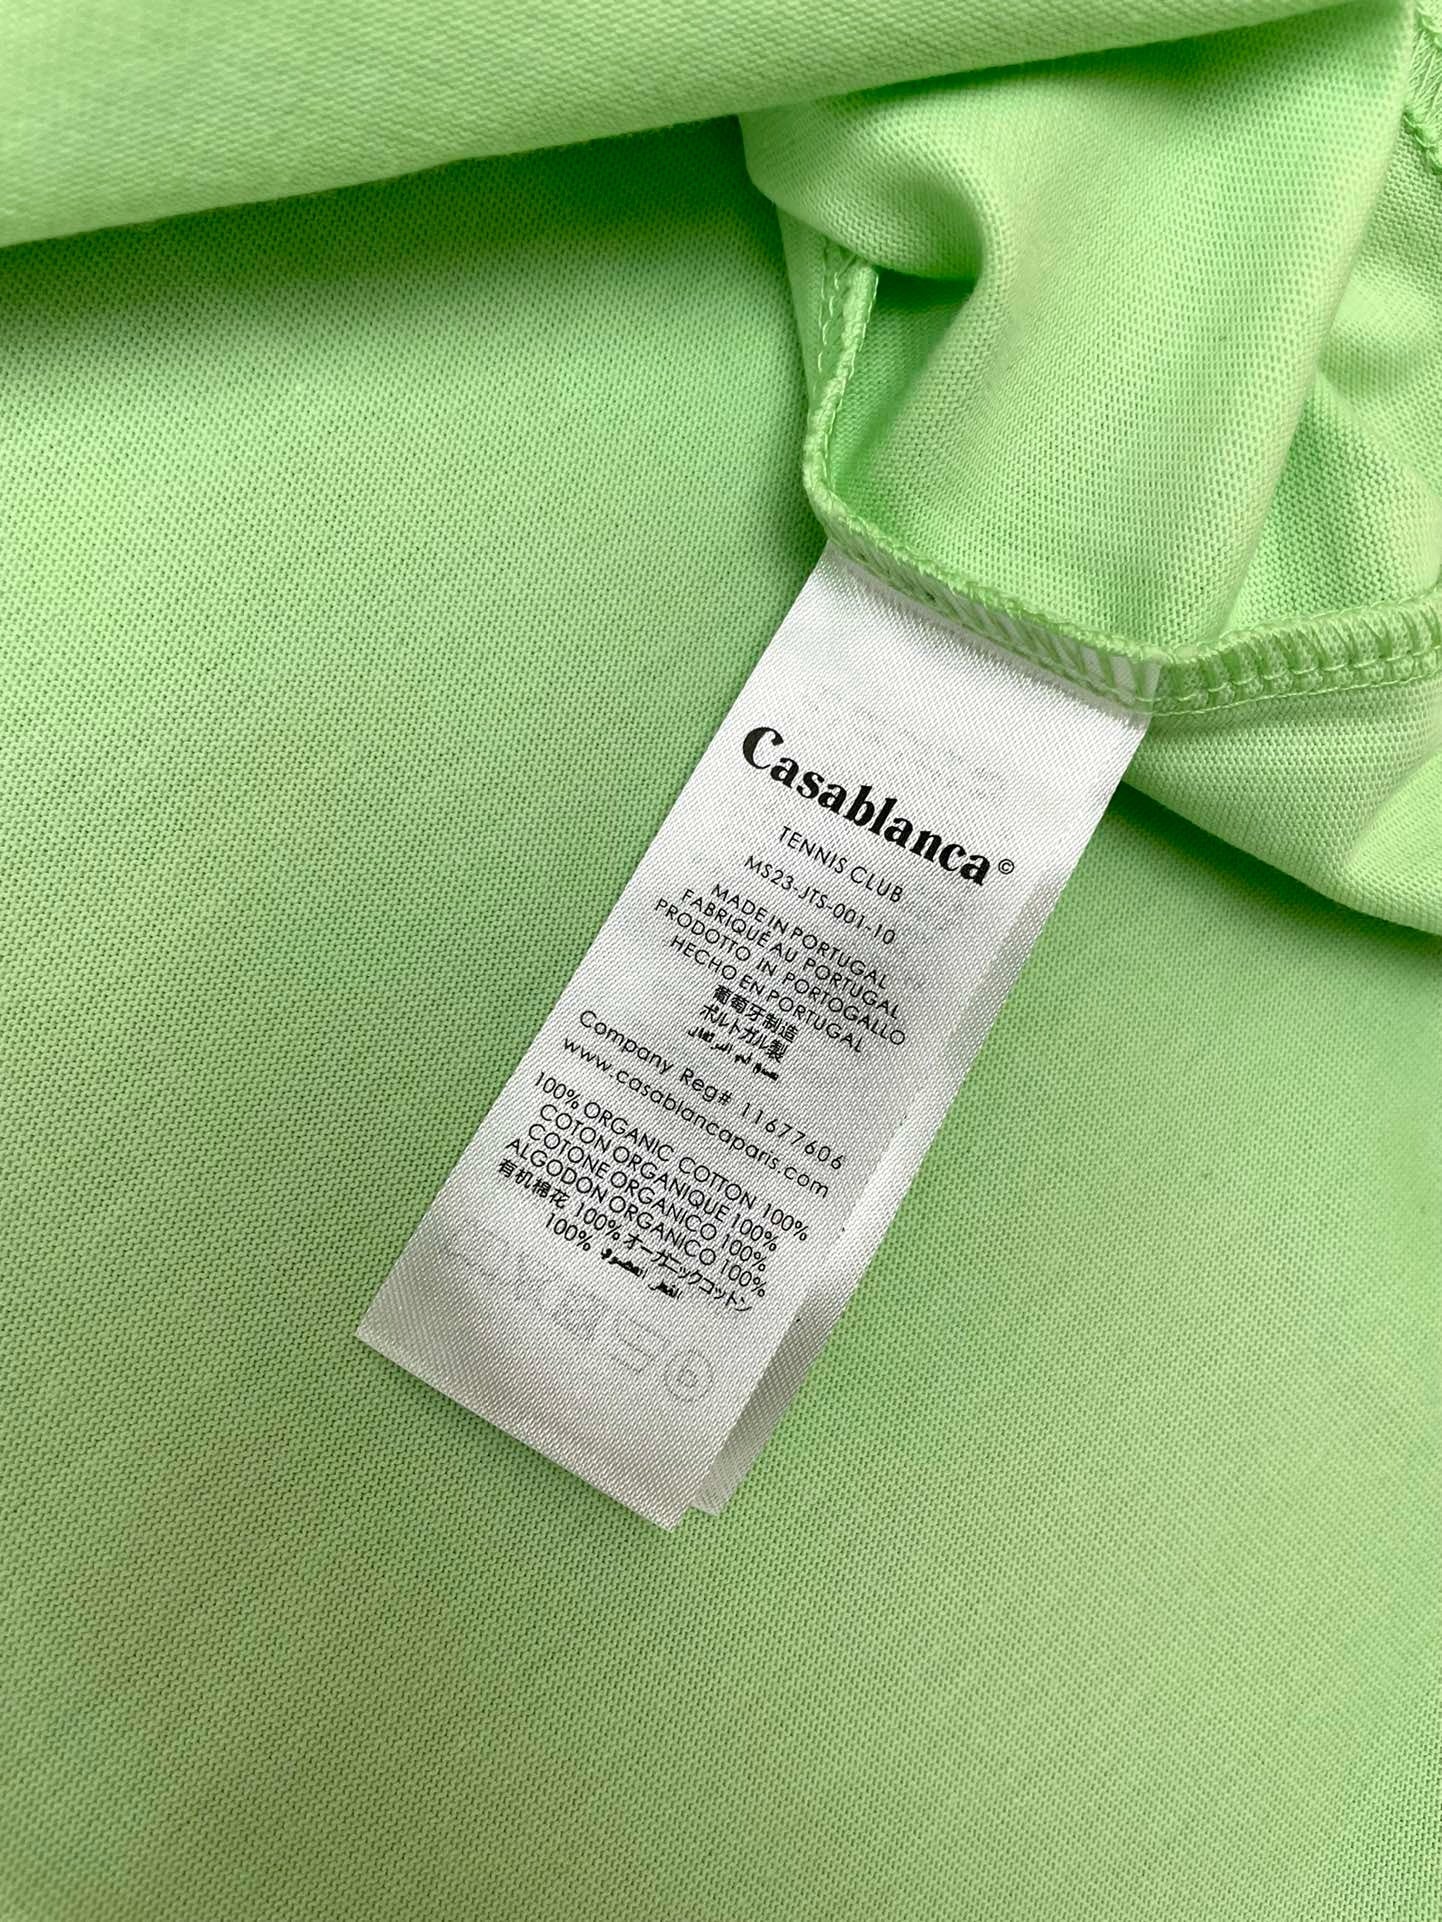 Casablanca©
TENNIS CLUB
MS23-JTS-001-10
MADE IN PORTUGAL
FABRIQUÉ AU PORTUGAL
PRODOTTO IN PORTOGALLO
HECHO EN PORTUGAL
葡萄牙制造
ポルトガル製
Company Reg# 11677606
www.casablancaparis.com
100% ORGANIC COTTON 100%
COTON ORGANIQUE 100%
COTONE ORGANICO 100%
ALGODON ORGANICO 100%
有机棉花 100% オーガニックコットン
100% القطن العضوي